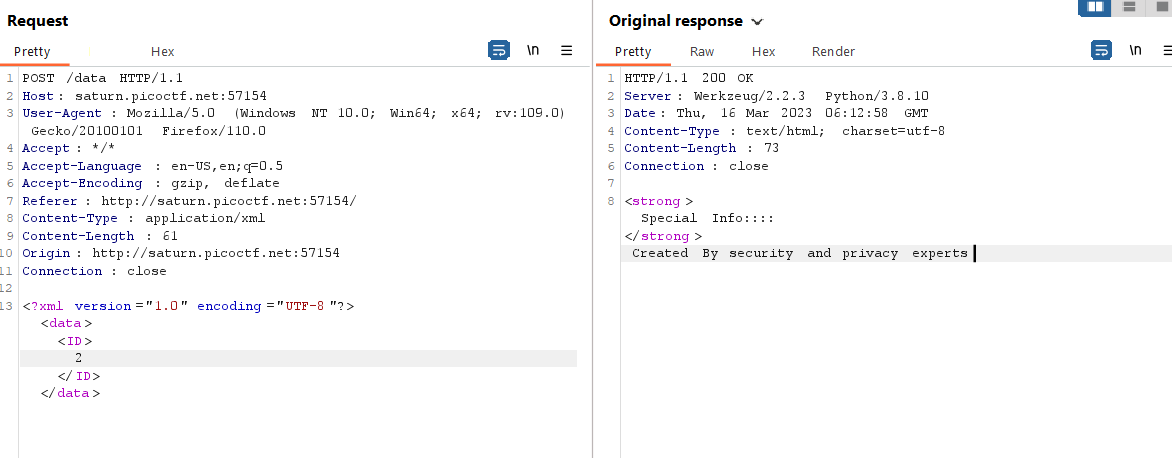 Request
Pretty Hex \n
1 POST /data HTTP/1.1
2 Host : saturn.picoctf.net:57154
3 User-Agent : Mozilla/5.0 (Windows NT 10.0; Win64; x64; rv:109.0)
Gecko/20100101 Firefox/110.0
4 Accept : */*
5 Accept-Language : en-US,en;q=0.5
6 Accept-Encoding : gzip, deflate
7 Referer : http://saturn.picoctf.net:57154/
8 Content-Type : application/xml
9 Content-Length : 61
10 Origin : http://saturn.picoctf.net:57154
11 Connection : close
12
13 <?xml version ="1.0" encoding ="UTF-8 "?>
<data >
<ID>
2
</ ID>
</data >
Original response
Pretty Raw Hex Render \n
1 HTTP/1.1 200 OK
2 Server : Werkzeug/2.2.3 Python/3.8.10
3 Date : Thu, 16 Mar 2023 06:12:58 GMT
4 Content-Type : text/html; charset=utf-8
5 Content-Length : 73
6 Connection : close
7
8 <strong >
Special Info::::
</strong >
Created By security and privacy experts